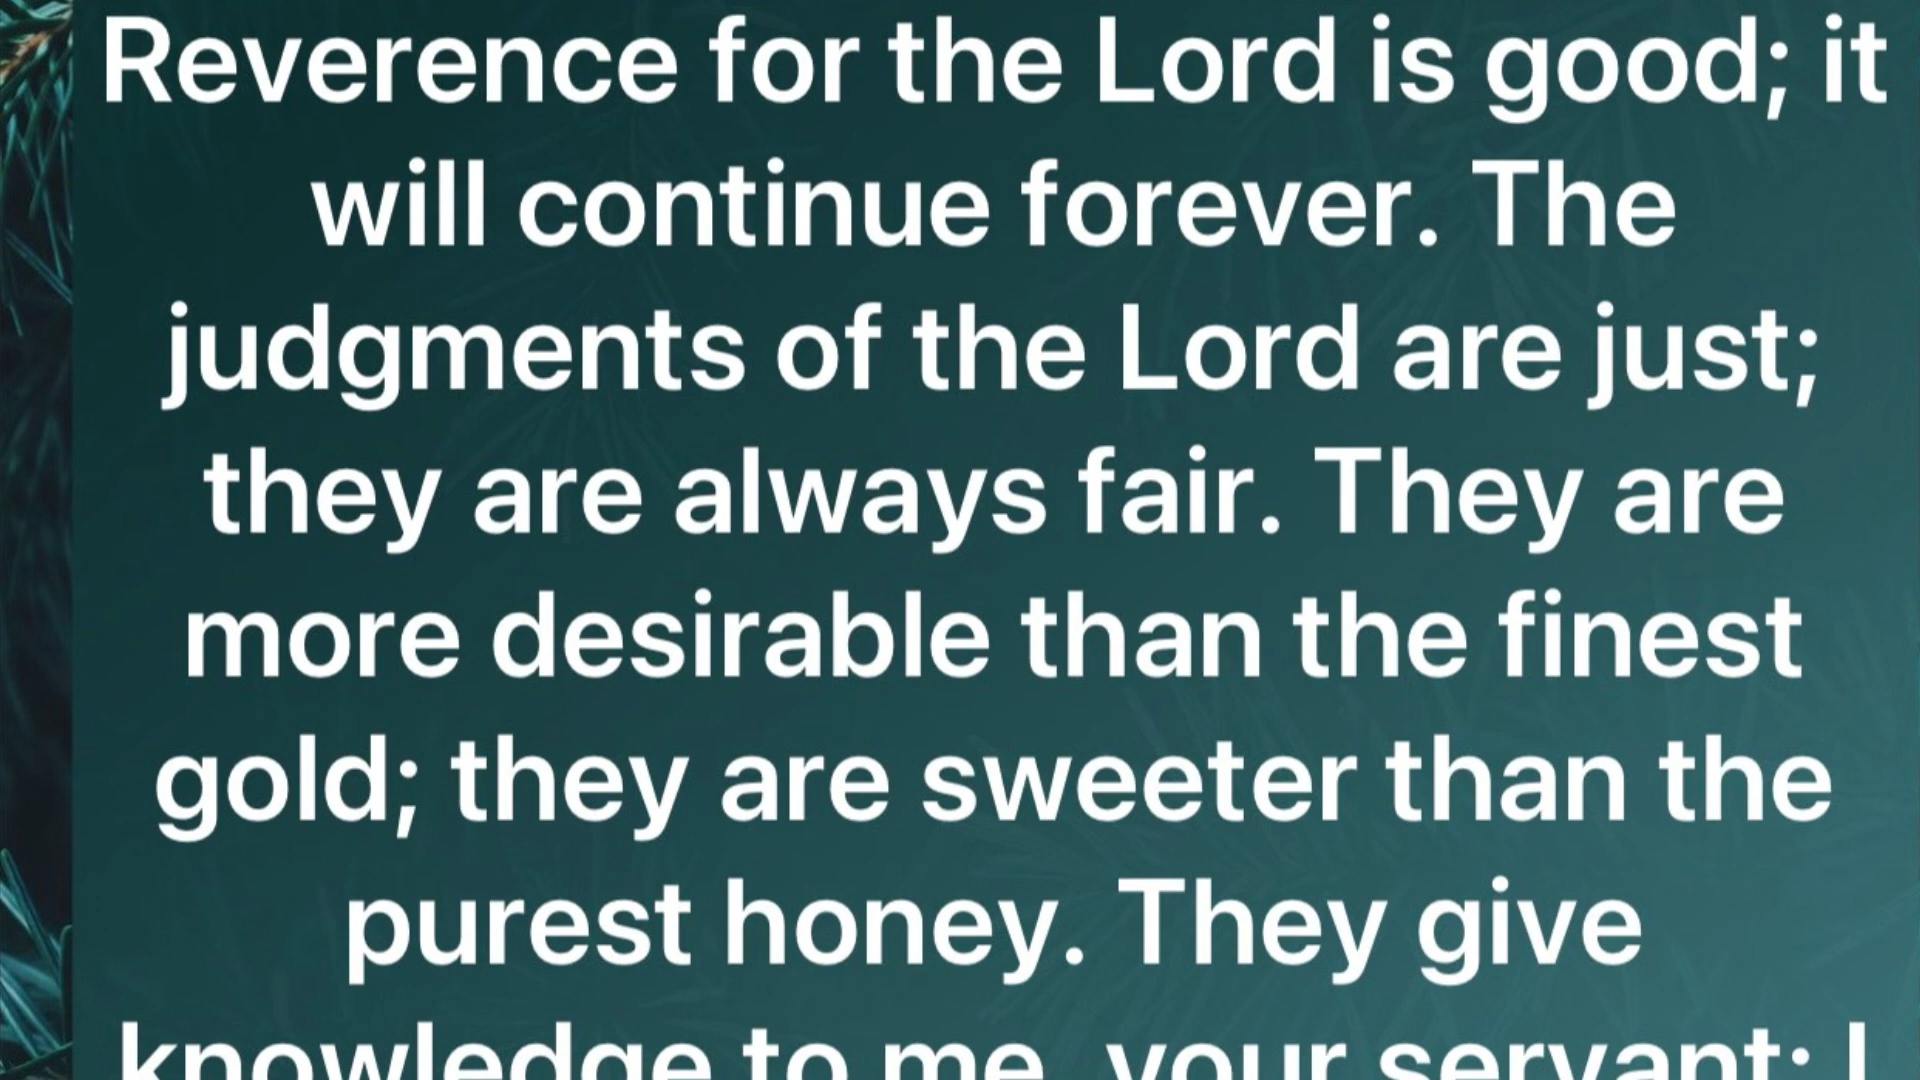 Reverence for the Lord is good; it
will continue forever. The
judgments of the Lord are just;
they are always fair. They are
more desirable than the finest
gold; they are sweeter than the
purest honey. They give
knowledge to me, your servant; I